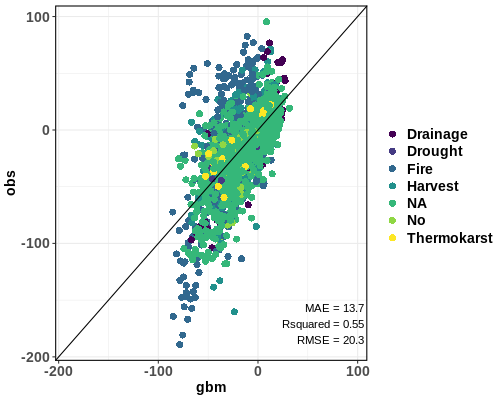 100
0
-100
-200
obs
-200
-100
0
100
gbm
MAE = 13.7
Rsquared = 0.55
RMSE = 20.3
Drainage
Drought
Fire
Harvest
NA
No
Thermokarst